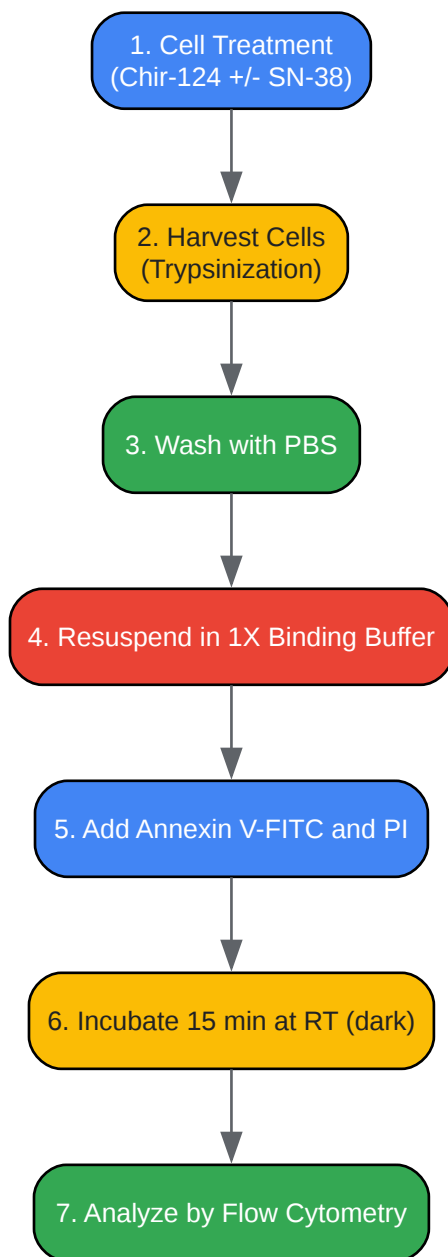 1. Cell Treatment
(Chir-124 +/- SN-38)
2. Harvest Cells
(Trypsinization)
3. Wash with PBS
4. Resuspend in 1X Binding Buffer
5. Add Annexin V-FITC and PI
6. Incubate 15 min at RT (dark)
7. Analyze by Flow Cytometry